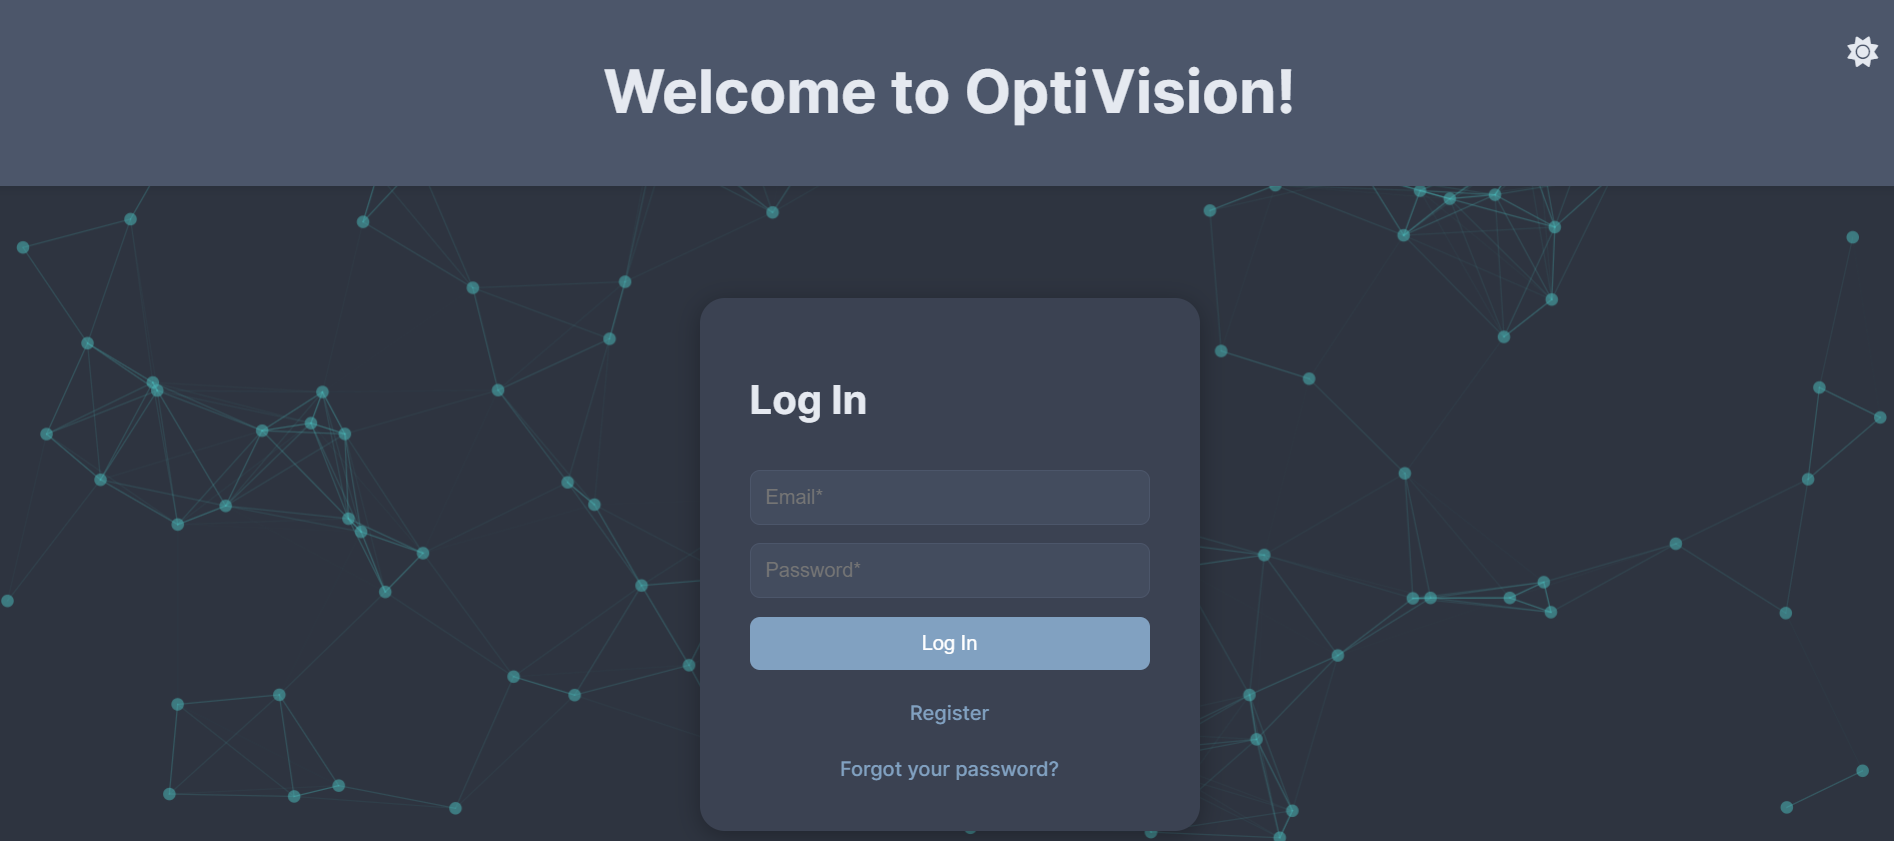 Welcome to OptiVision!
Log In
Email*
Password*
Log In
Register
Forgot your password?